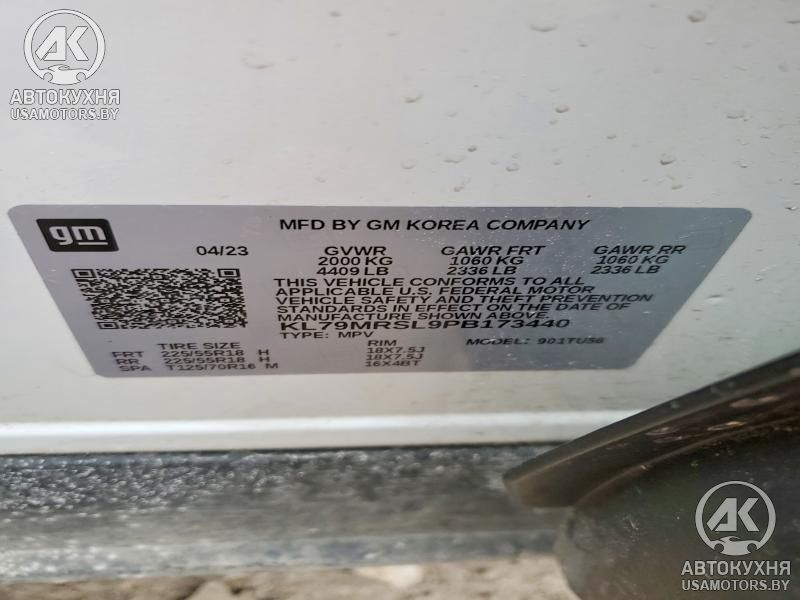 AK
АВТОКУХНЯ
USAMOTORS.BY
gm
MFD BY GM KOREA COMPANY
04/23 GVWR GAWR FRT GAWR RR
2000 KG 1060 KG 1060 KG
4409 LB 2336 LB 2336 LB
THIS VEHICLE CONFORMS TO ALL
APPLICABLE U.S. FEDERAL MOTOR
VEHICLE SAFETY AND THEFT PREVENTION
STANDARDS IN EFFECT ON THE DATE OF
MANUFACTURE SHOWN ABOVE.
KL79MRSL9PB173440
TYPE: MPV MODEL: 901TU56
TIRE SIZE RIM
FRT 225/55R18 H 18X7.5J
RR 225/55R18 H 18X7.5J
SPA T125/70R16 M 16X4BT
AK
АВТОКУХНЯ
USAMOTORS.BY